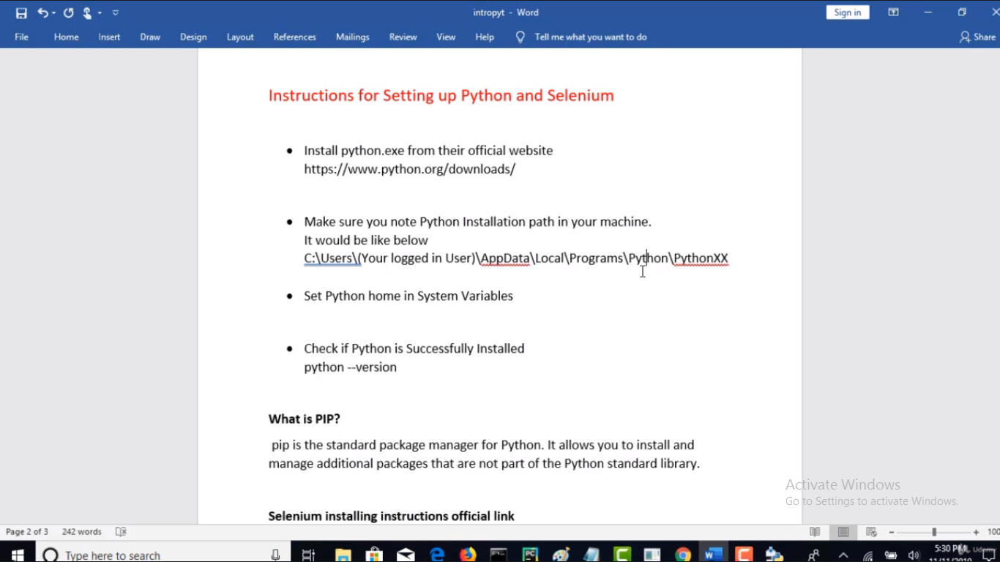 intropyt - Word
Sign in
File Home Insert Draw Design Layout References Mailings Review View Help Tell me what you want to do Share
Instructions for Setting up Python and Selenium
Install python.exe from their official website
https://www.python.org/downloads/
Make sure you note Python Installation path in your machine.
It would be like below
C:\Users\(Your logged in User)\AppData\Local\Programs\Python\PythonXX
Set Python home in System Variables
Check if Python is Successfully Installed
python --version
What is PIP?
pip is the standard package manager for Python. It allows you to install and
manage additional packages that are not part of the Python standard library.
Selenium installing instructions official link
Activate Windows
Go to Settings to activate Windows.
Page 2 of 3 242 words 100
Type here to search
5:30 PM